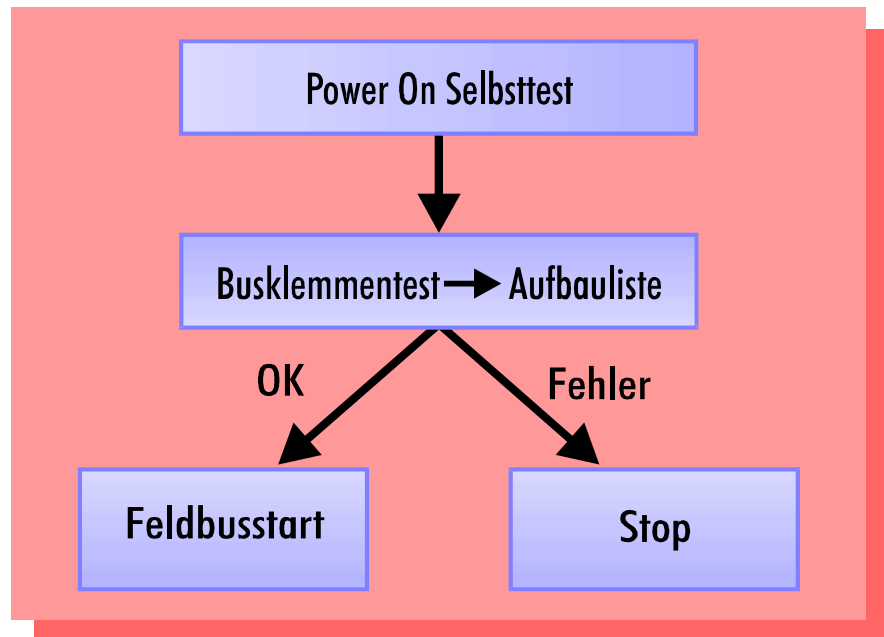 Power On Selbsttest
Busklemmentest → Aufbauliste
OK
Fehler
Feldbusstart
Stop